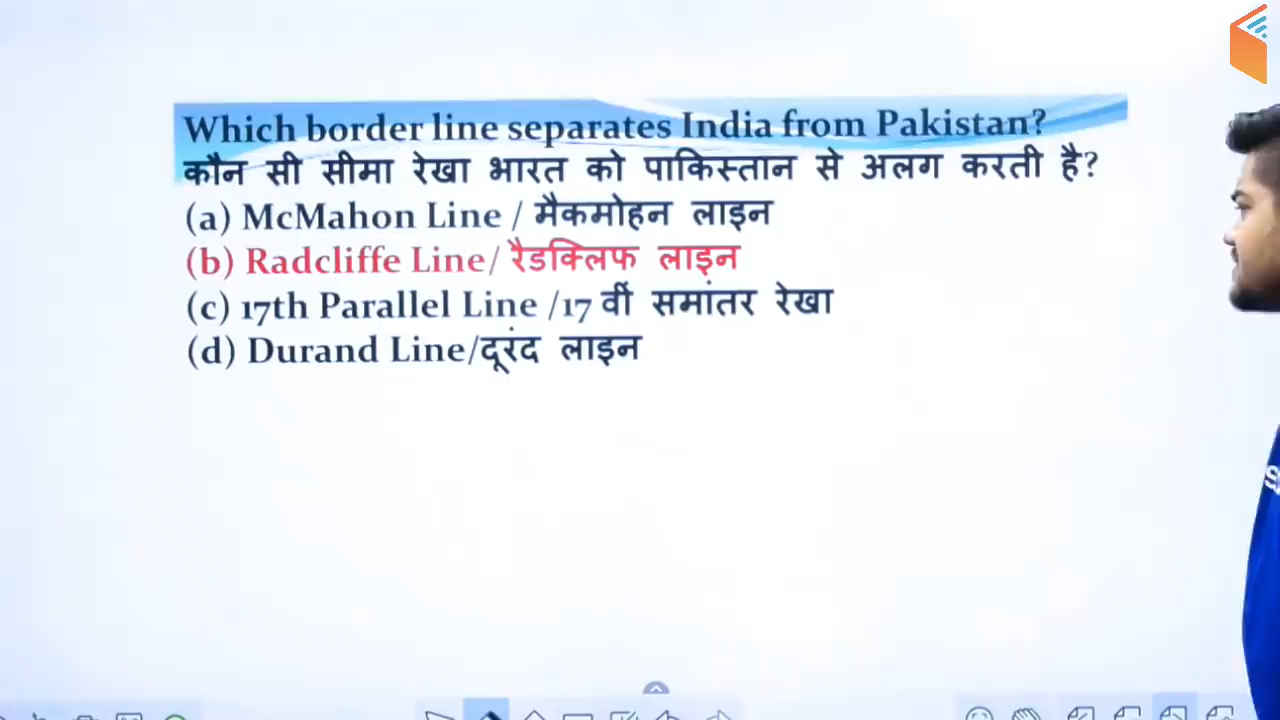 Which border line separates India from Pakistan?
कौन सी सीमा रेखा भारत को पाकिस्तान से अलग करती है?
(a) McMahon Line / मैकमोहन लाइन
(b) Radcliffe Line/ रैडक्लिफ लाइन
(c) 17th Parallel Line /17 वीं समांतर रेखा
(d) Durand Line/दूरंद लाइन